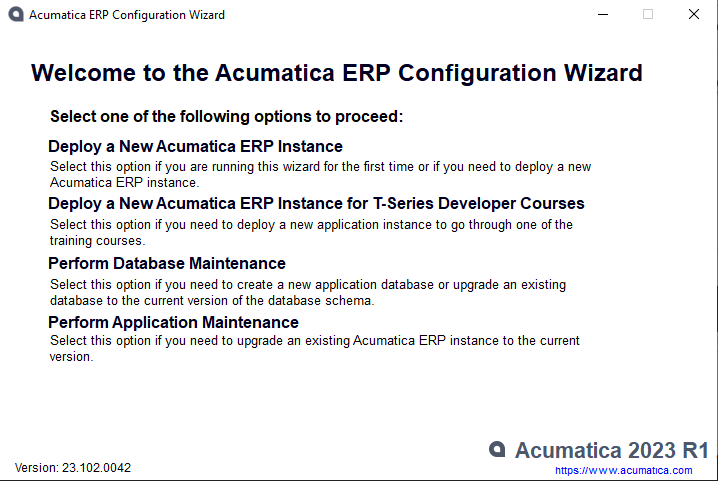 Acumatica ERP Configuration Wizard
Welcome to the Acumatica ERP Configuration Wizard
Select one of the following options to proceed:
Deploy a New Acumatica ERP Instance
Select this option if you are running this wizard for the first time or if you need to deploy a new
Acumatica ERP instance.
Deploy a New Acumatica ERP Instance for T-Series Developer Courses
Select this option if you need to deploy a new application instance to go through one of the
training courses.
Perform Database Maintenance
Select this option if you need to create a new application database or upgrade an existing
database to the current version of the database schema.
Perform Application Maintenance
Select this option if you need to upgrade an existing Acumatica ERP instance to the current
version.
Acumatica 2023 R1
Version: 23.102.0042
https://www.acumatica.com